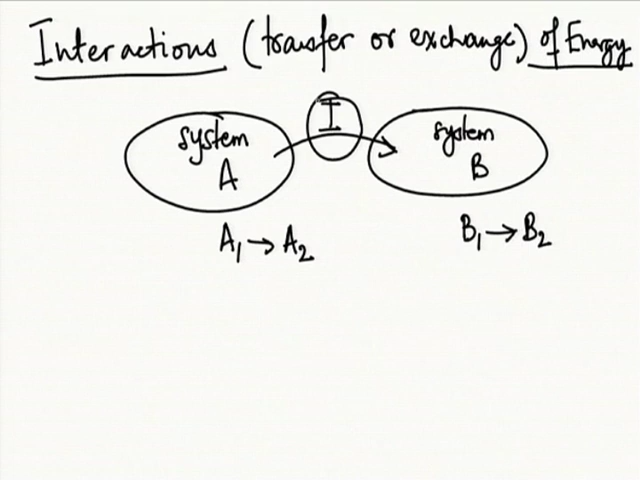 Interactions (transfer or exchange) of Energy
I
system
A
system
B
A₁ → A₂
B₁ → B₂